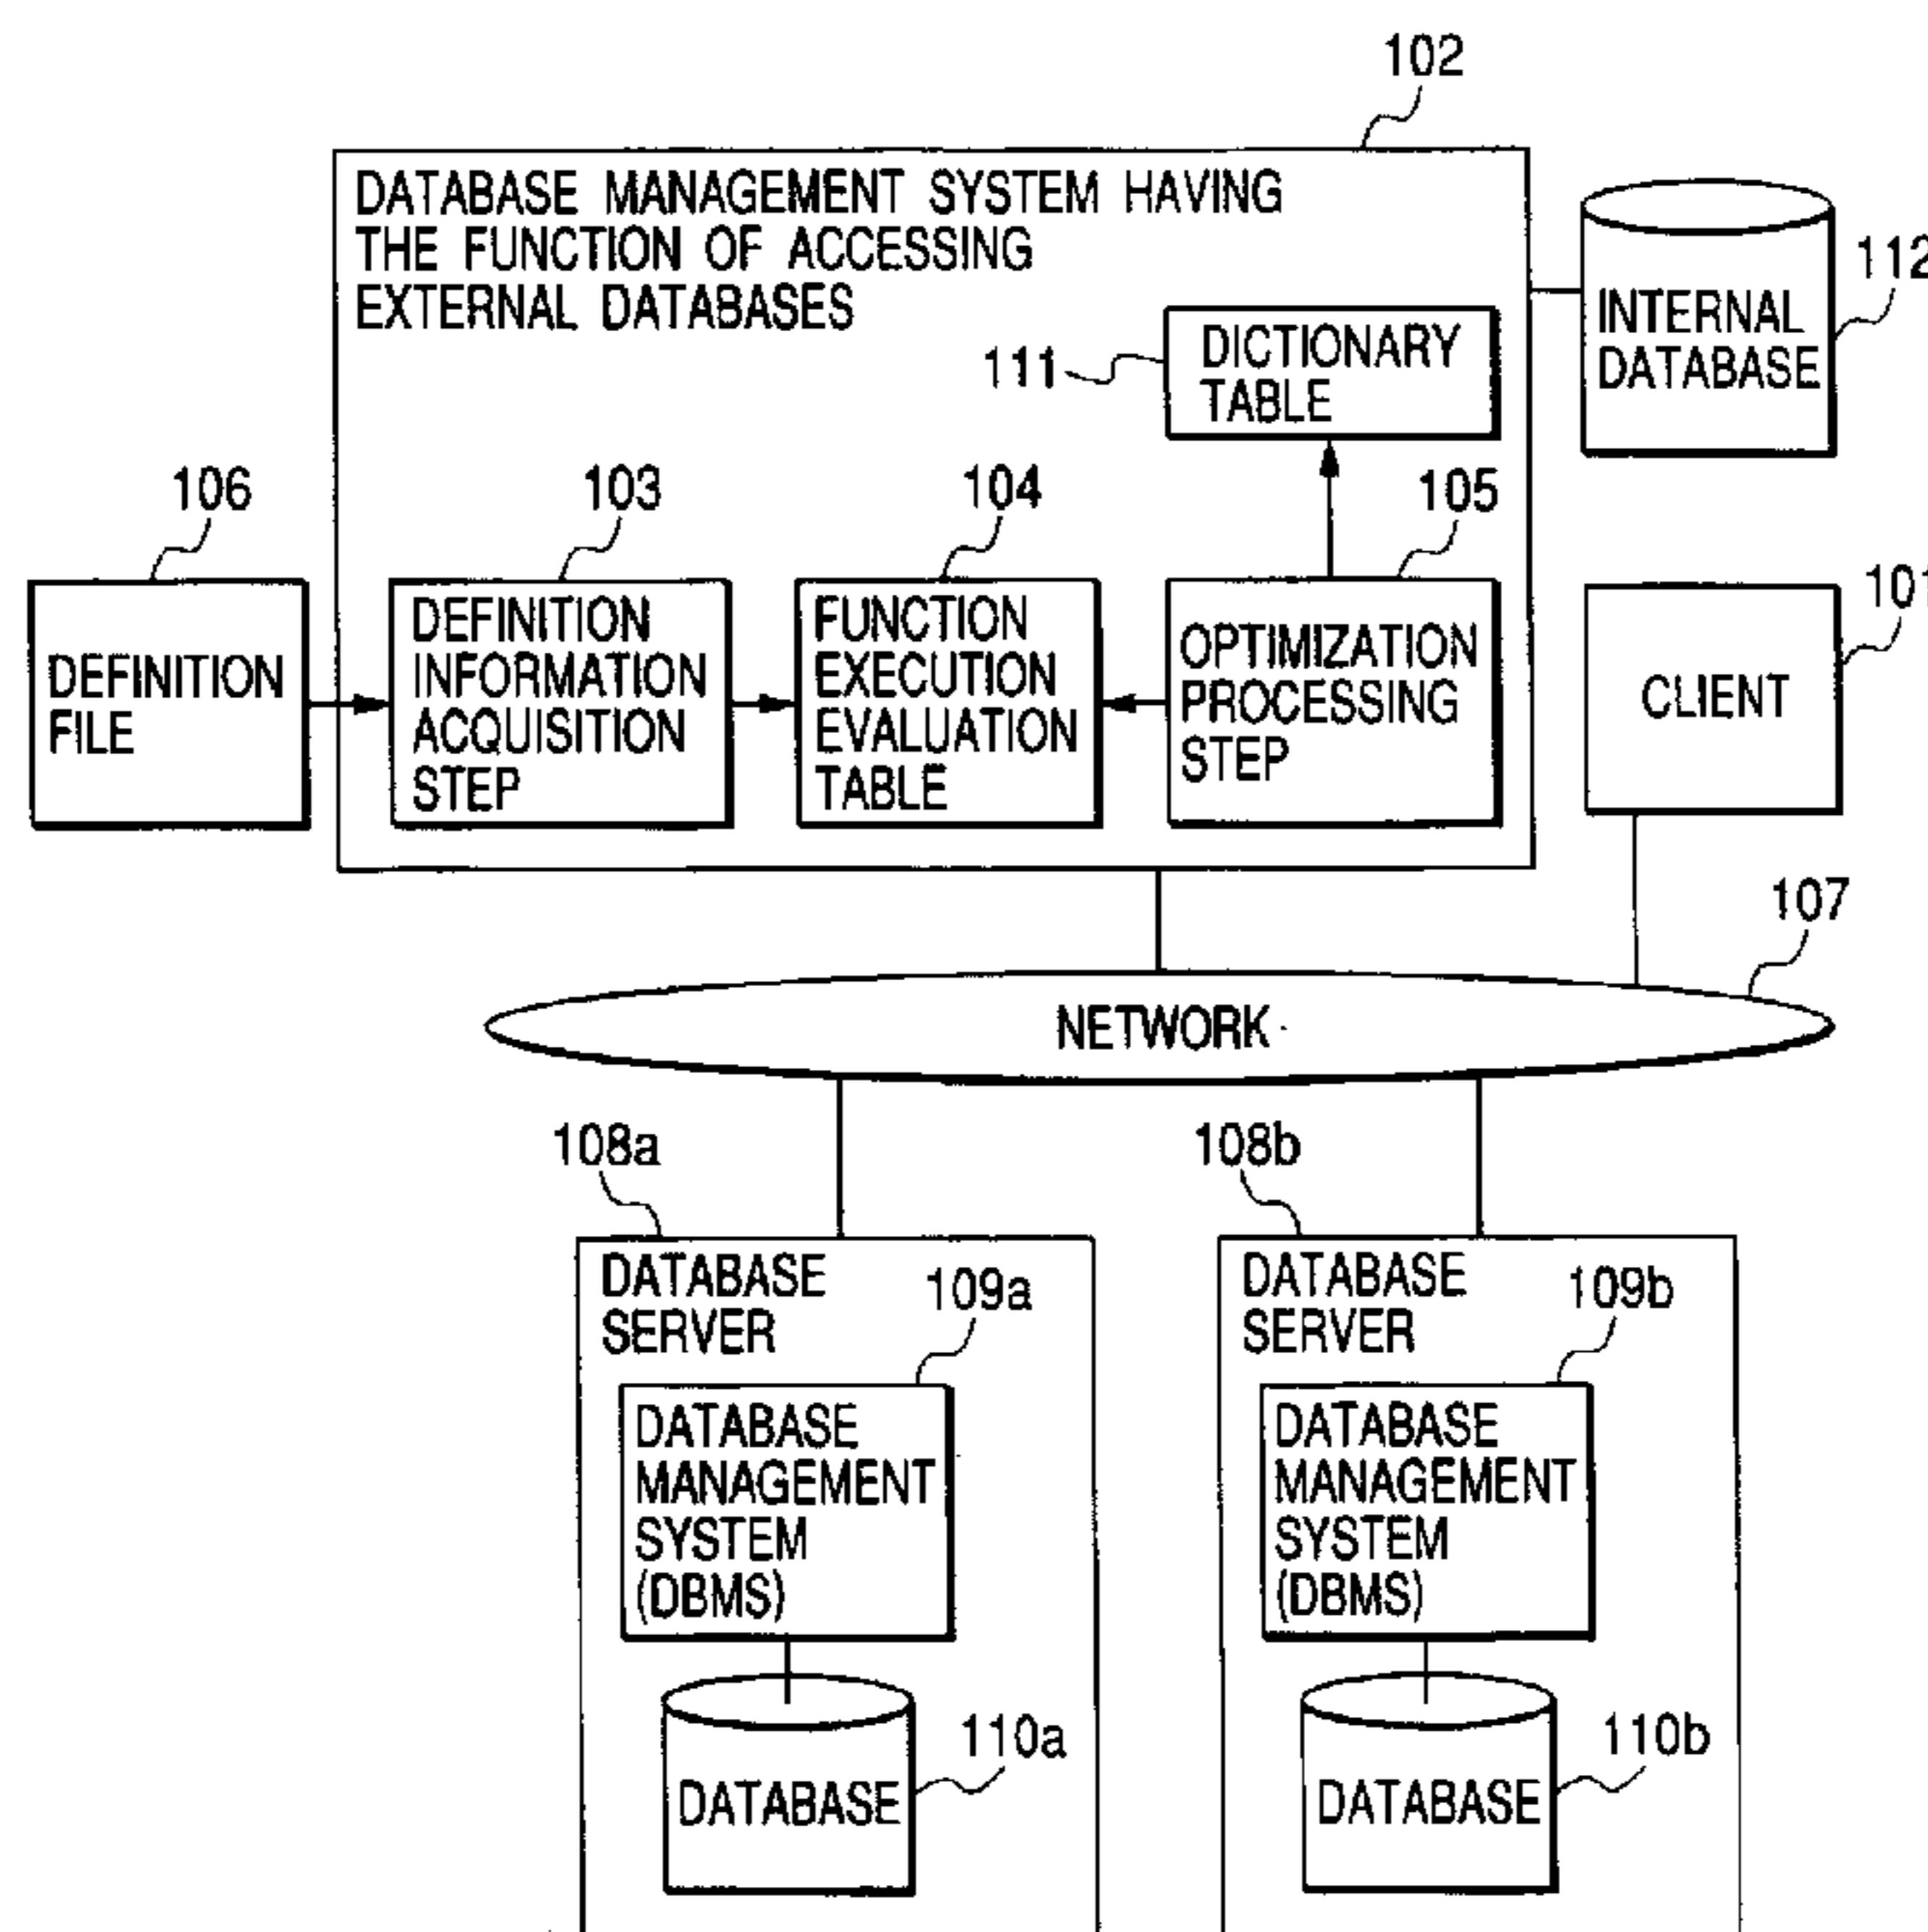 102
DATABASE MANAGEMENT SYSTEM HAVING
THE FUNCTION OF ACCESSING
EXTERNAL DATABASES
112
INTERNAL
DATABASE
111
DICTIONARY
TABLE
106
103
104
105
101
DEFINITION
FILE
DEFINITION
INFORMATION
ACQUISITION
STEP
FUNCTION
EXECUTION
EVALUATION
TABLE
OPTIMIZATION
PROCESSING
STEP
CLIENT
107
NETWORK
108a
108b
DATABASE
SERVER
109a
DATABASE
MANAGEMENT
SYSTEM
(DBMS)
110a
DATABASE
DATABASE
SERVER
109b
DATABASE
MANAGEMENT
SYSTEM
(DBMS)
110b
DATABASE